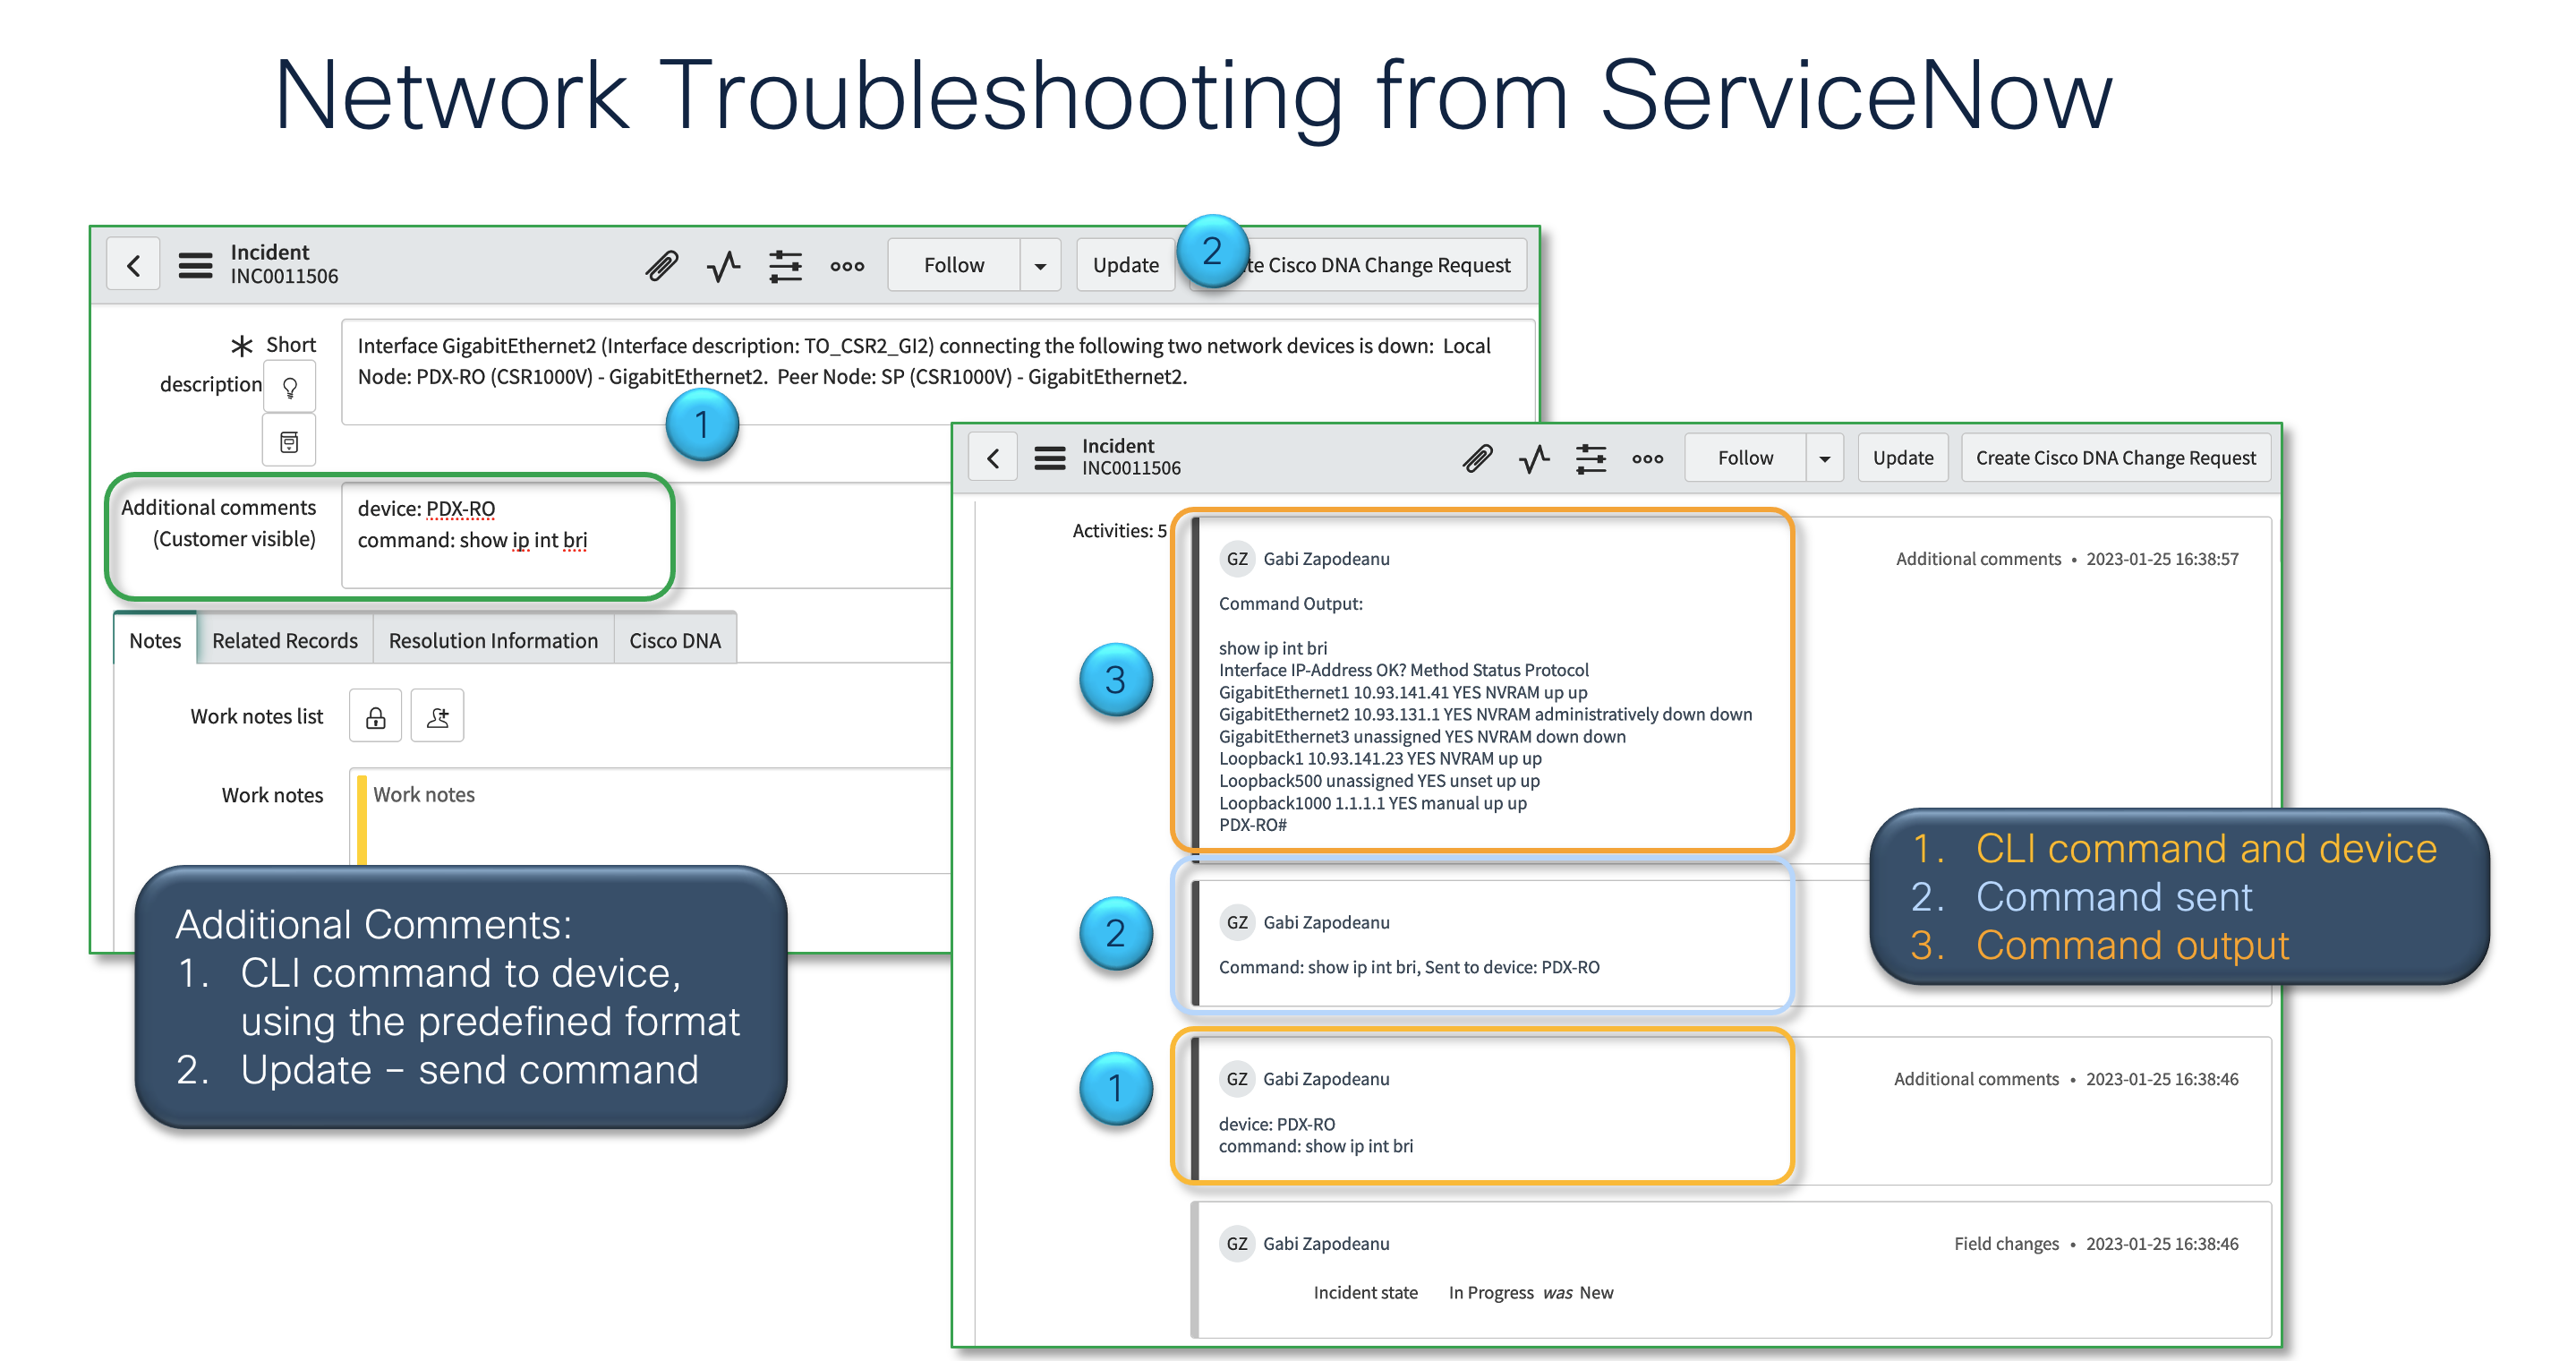 Network Troubleshooting from ServiceNow
Incident
INC0011506
Follow
Update
2
te Cisco DNA Change Request
Short
description
Interface GigabitEthernet2 (Interface description: TO_CSR2_GI2) connecting the following two network devices is down:  Local
Node: PDX-RO (CSR1000V) - GigabitEthernet2.  Peer Node: SP (CSR1000V) - GigabitEthernet2.
1
Additional comments
(Customer visible)
device: PDX-RO
command: show ip int bri
Notes
Related Records
Resolution Information
Cisco DNA
Work notes list
Work notes
Work notes
Additional Comments:
1. CLI command to device,
using the predefined format
2. Update – send command
Incident
INC0011506
Follow
Update
Create Cisco DNA Change Request
Activities: 5
GZ Gabi Zapodeanu
Additional comments • 2023-01-25 16:38:57
Command Output:
3
show ip int bri
Interface IP-Address OK? Method Status Protocol
GigabitEthernet1 10.93.141.41 YES NVRAM up up
GigabitEthernet2 10.93.131.1 YES NVRAM administratively down down
GigabitEthernet3 unassigned YES NVRAM down down
Loopback1 10.93.141.23 YES NVRAM up up
Loopback500 unassigned YES unset up up
Loopback1000 1.1.1.1 YES manual up up
PDX-RO#
2
GZ Gabi Zapodeanu
Command: show ip int bri, Sent to device: PDX-RO
1
GZ Gabi Zapodeanu
Additional comments • 2023-01-25 16:38:46
device: PDX-RO
command: show ip int bri
GZ Gabi Zapodeanu
Field changes • 2023-01-25 16:38:46
Incident state In Progress was New
1. CLI command and device
2. Command sent
3. Command output